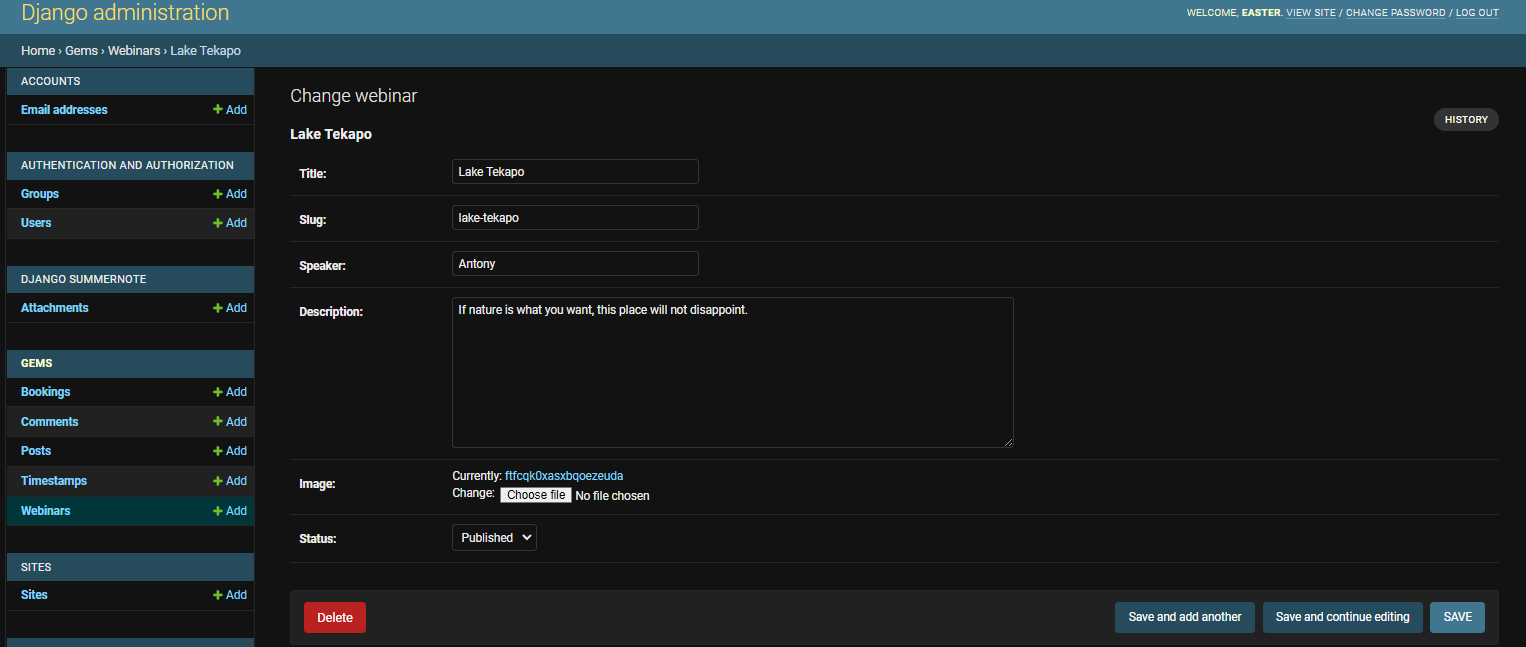 Django administration
WELCOME, EASTER. VIEW SITE / CHANGE PASSWORD / LOG OUT
Home › Gems › Webinars › Lake Tekapo
ACCOUNTS
Email addresses + Add
AUTHENTICATION AND AUTHORIZATION
Groups + Add
Users + Add
DJANGO SUMMERNOTE
Attachments + Add
GEMS
Bookings + Add
Comments + Add
Posts + Add
Timestamps + Add
Webinars + Add
SITES
Sites + Add
Change webinar
HISTORY
Lake Tekapo
Title: Lake Tekapo
Slug: lake-tekapo
Speaker: Antony
Description: If nature is what you want, this place will not disappoint.
Image: Currently: ftfcqk0xasxbqoezeuda
Change: Choose file No file chosen
Status: Published
Delete Save and add another Save and continue editing SAVE